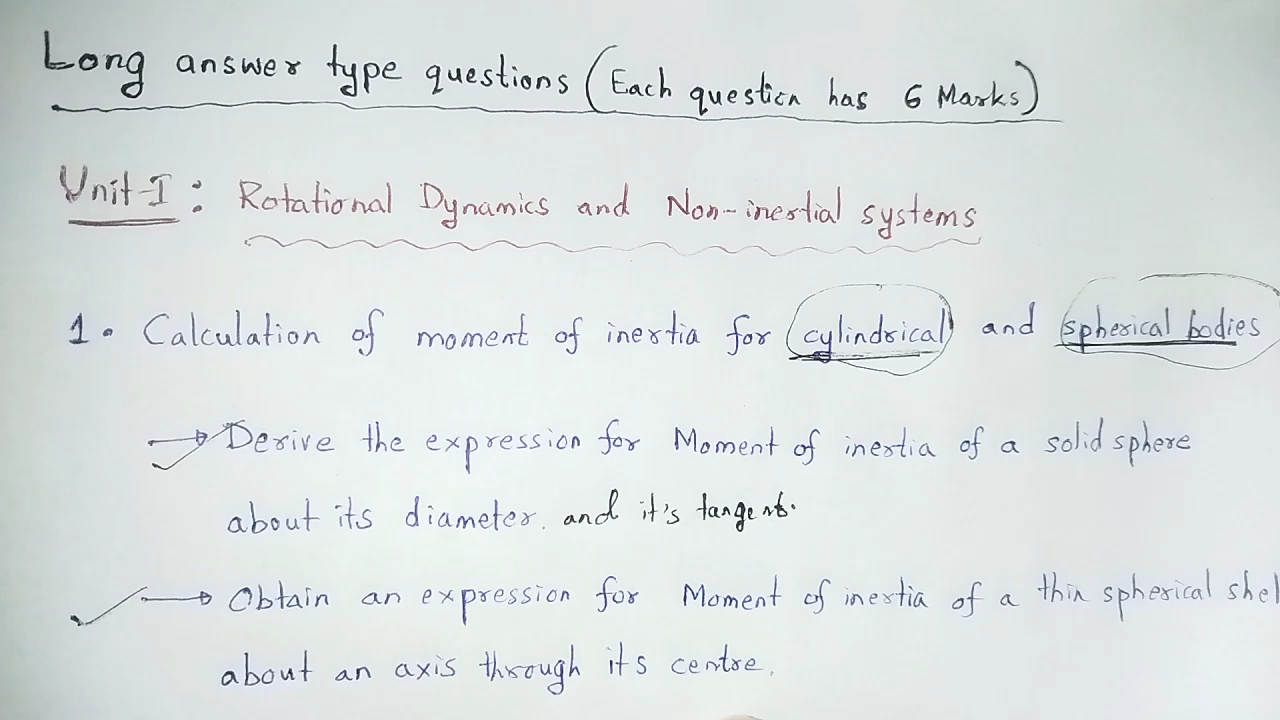 Long answer type questions (Each question has 6 Marks)
Unit-I : Rotational Dynamics and Non-inertial systems
1. Calculation of moment of inertia for cylindrical and spherical bodies
→ Derive the expression for Moment of inertia of a solid sphere
about its diameter. and it's tangent.
→ Obtain an expression for Moment of inertia of a thin spherical shel
about an axis through its centre.